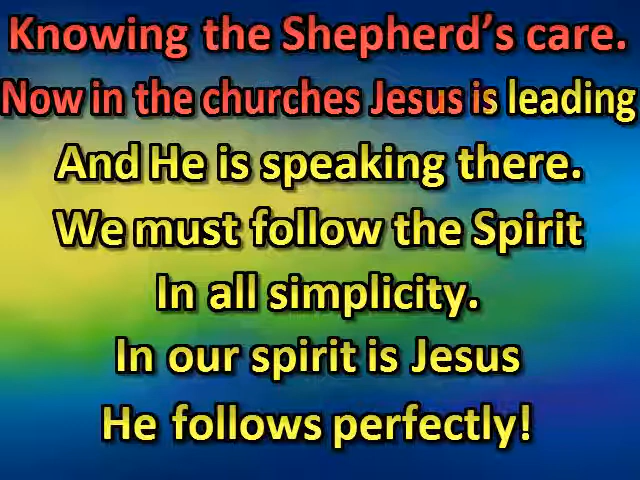 Knowing the Shepherd's care.
Now in the churches Jesus is leading
And He is speaking there.
We must follow the Spirit
In all simplicity.
In our spirit is Jesus
He follows perfectly!